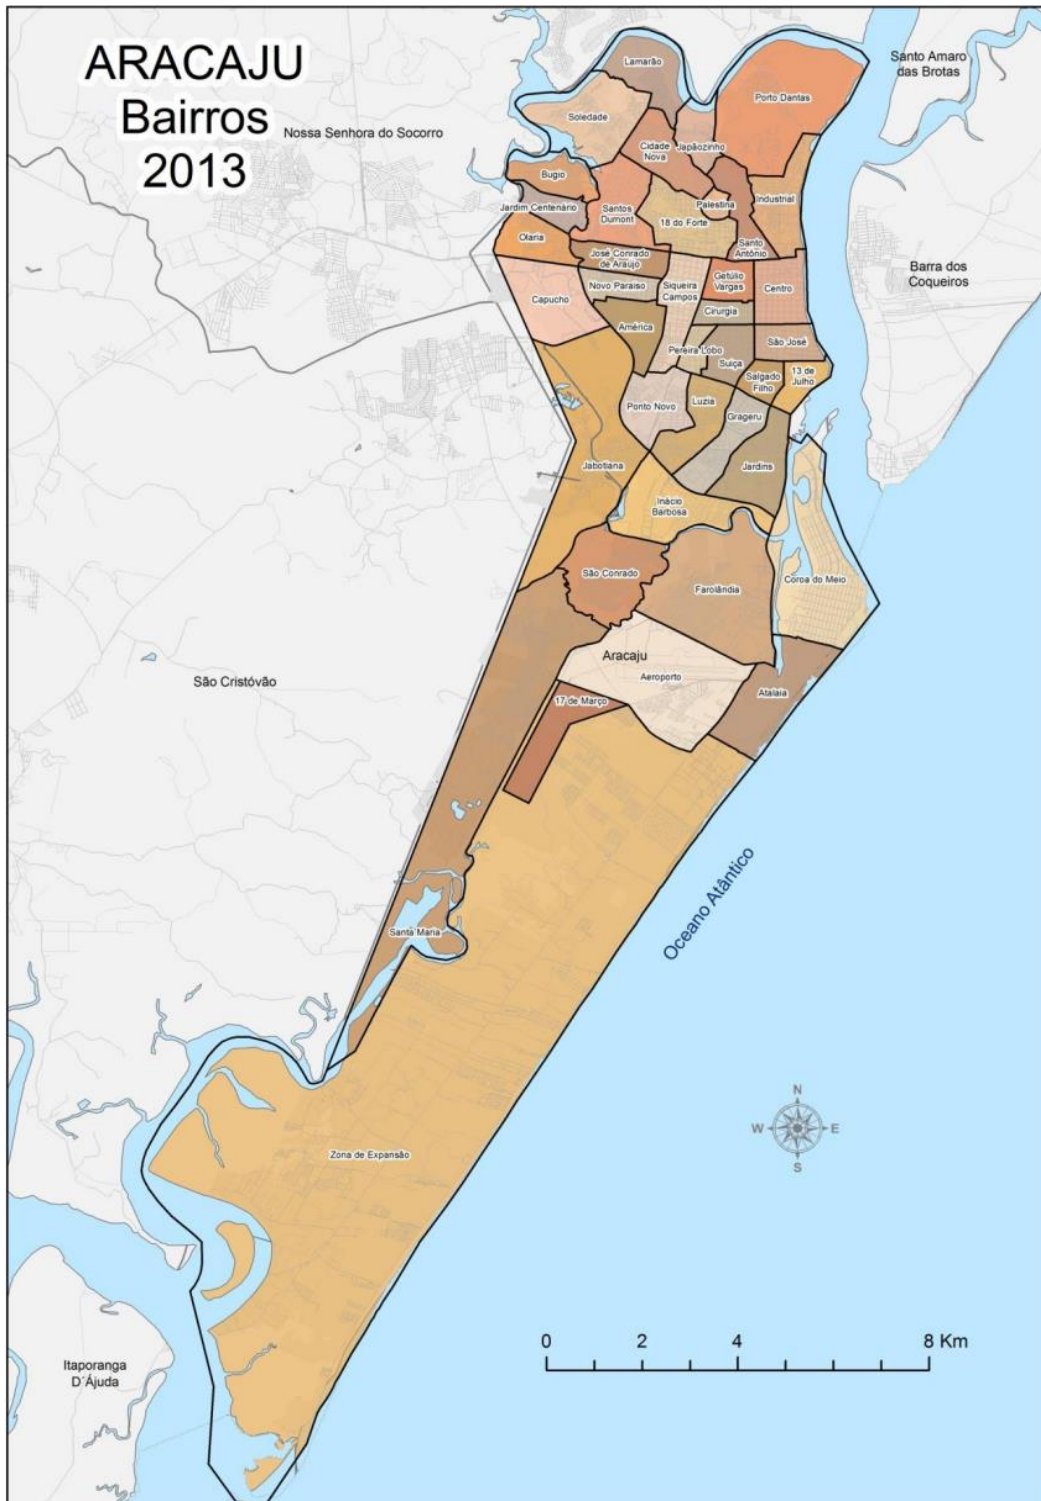 ARACAJU
Bairros
2013
Nossa Senhora do Socorro
Santo Amaro
das Brotas
Lamarão
Porto Dantas
Soledade
Cidade
Nova
Japãozinho
Bugio
Jardim Centenário
Santos
Dumont
Palestina
Industrial
18 do Forte
Olaria
Santo
Antônio
José Conrado
de Araújo
Barra dos
Coqueiros
Capucho
Novo Paraiso
Siqueira
Campos
Getúlio
Vargas
Centro
América
Cirurgia
São José
Pereira Lobo
Suiça
Salgado
Filho
13 de
Julho
Ponto Novo
Luzia
Grageru
Jabotiana
Jardins
Inácio
Barbosa
São Conrado
Farolândia
Coroa do Meio
Aracaju
Aeroporto
São Cristóvão
17 de Março
Atalaia
Oceano Atântico
Santa Maria
N
W
E
S
Zona de Expansão
0 2 4 8 Km
Itaporanga
D´Ájuda